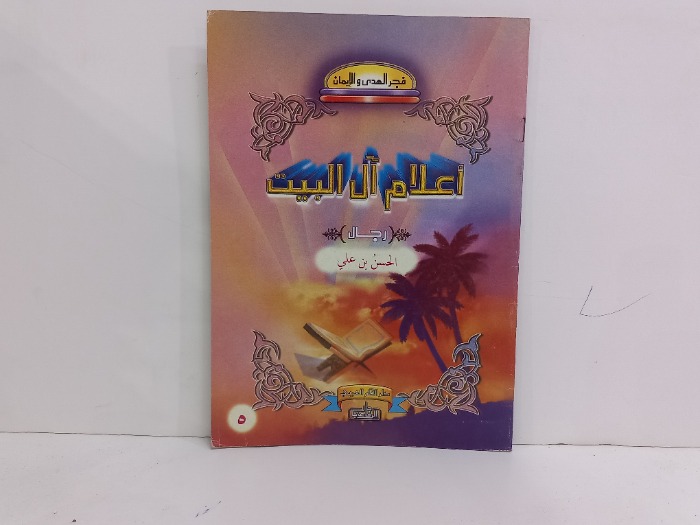 فجر الهدى والإيمان
أعلام آل البيت
(رجال)
الحسن بن علي
٥